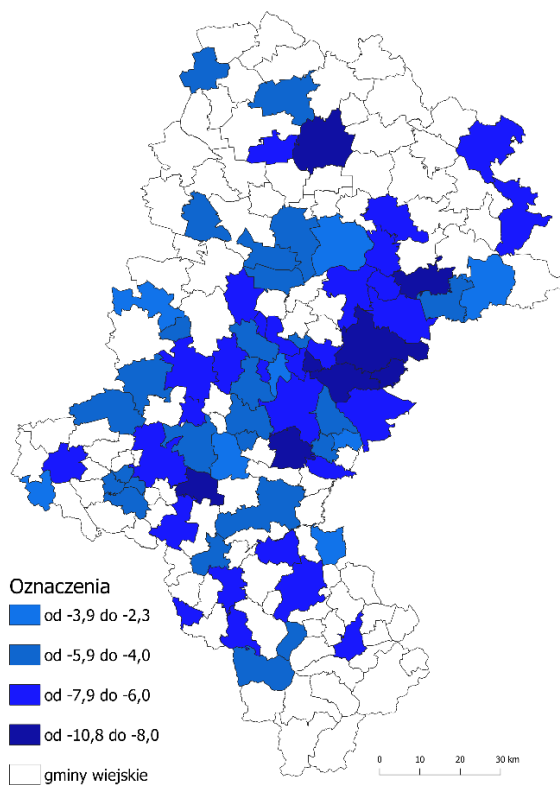 Oznaczenia
od -3,9 do -2,3
od -5,9 do -4,0
od -7,9 do -6,0
od -10,8 do -8,0
gminy wiejskie
0 10 20 30 km